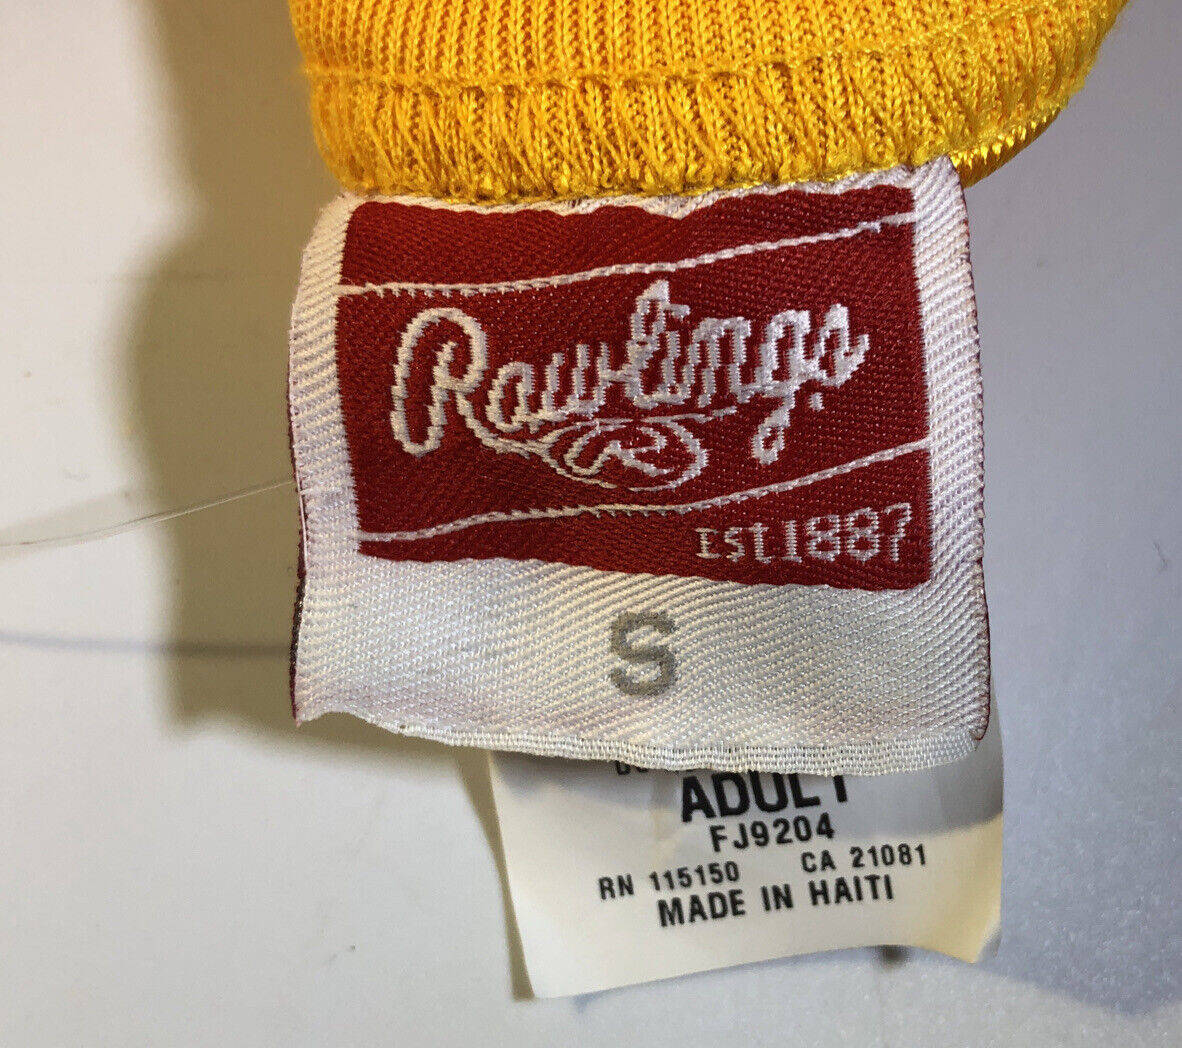 Rawlings
R
Est.1887
S
ADULT
FJ9204
RN 115150 CA 21081
MADE IN HAITI